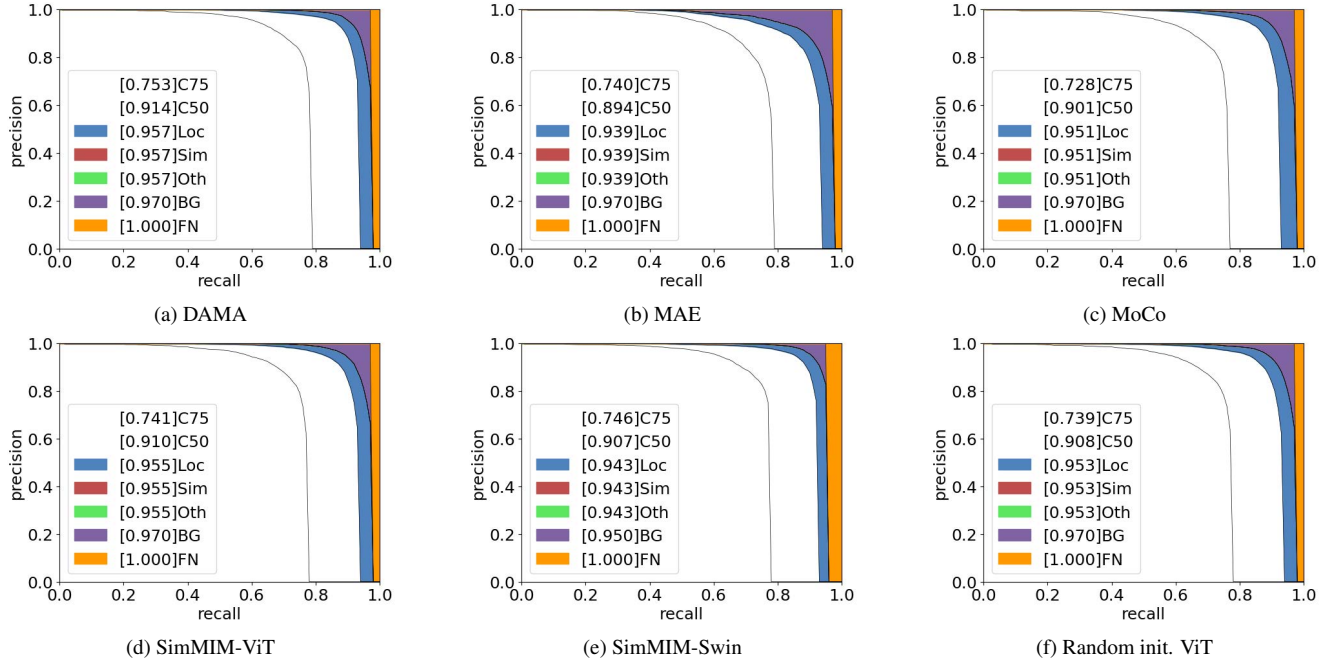 1.0
0.8
0.6
0.4
0.2
0.0
precision
[0.753]C75
[0.914]C50
[0.957]Loc
[0.957]Sim
[0.957]Oth
[0.970]BG
[1.000]FN
0.0 0.2 0.4 0.6 0.8 1.0
recall
(a) DAMA
1.0
0.8
0.6
0.4
0.2
0.0
precision
[0.740]C75
[0.894]C50
[0.939]Loc
[0.939]Sim
[0.939]Oth
[0.970]BG
[1.000]FN
0.0 0.2 0.4 0.6 0.8 1.0
recall
(b) MAE
1.0
0.8
0.6
0.4
0.2
0.0
precision
[0.728]C75
[0.901]C50
[0.951]Loc
[0.951]Sim
[0.951]Oth
[0.970]BG
[1.000]FN
0.0 0.2 0.4 0.6 0.8 1.0
recall
(c) MoCo
1.0
0.8
0.6
0.4
0.2
0.0
precision
[0.741]C75
[0.910]C50
[0.955]Loc
[0.955]Sim
[0.955]Oth
[0.970]BG
[1.000]FN
0.0 0.2 0.4 0.6 0.8 1.0
recall
(d) SimMIM-ViT
1.0
0.8
0.6
0.4
0.2
0.0
precision
[0.746]C75
[0.907]C50
[0.943]Loc
[0.943]Sim
[0.943]Oth
[0.950]BG
[1.000]FN
0.0 0.2 0.4 0.6 0.8 1.0
recall
(e) SimMIM-Swin
1.0
0.8
0.6
0.4
0.2
0.0
precision
[0.739]C75
[0.908]C50
[0.953]Loc
[0.953]Sim
[0.953]Oth
[0.970]BG
[1.000]FN
0.0 0.2 0.4 0.6 0.8 1.0
recall
(f) Random init. ViT